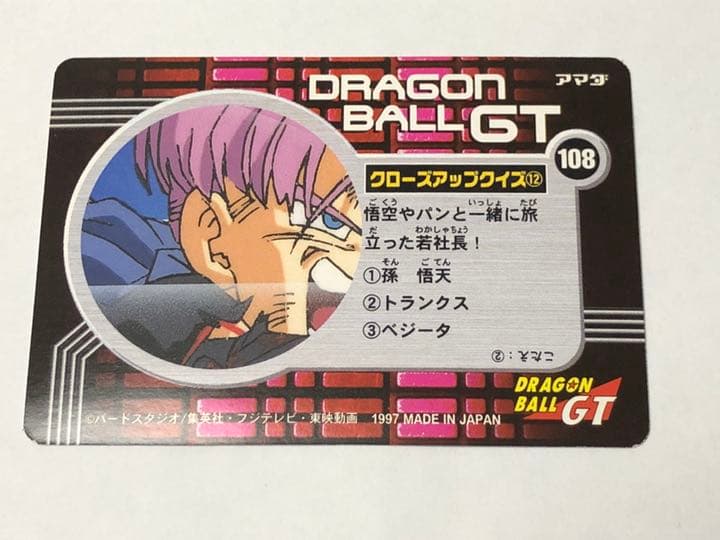 DRAGON
BALL GT
アマダ
108
クローズアップクイズ⑫
悟空やパンと一緒に旅
立った若社長!
①孫 悟天
②トランクス
③ベジータ
こたえ:②
DRAGON
BALL
GT
©バードスタジオ/集英社・フジテレビ・東映動画 1997 MADE IN JAPAN